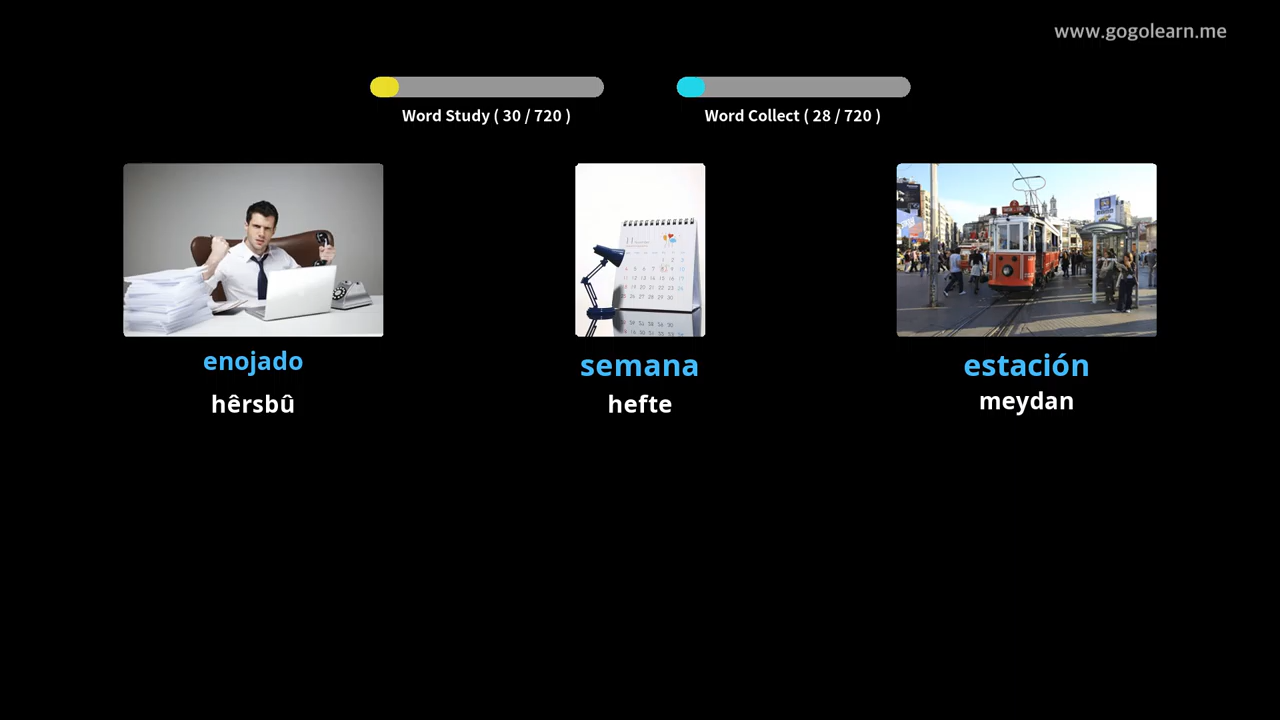 www.gogolearn.me
Word Study ( 30 / 720 )
Word Collect ( 28 / 720 )
enojado
semana
estación
hêrsbû
hefte
meydan